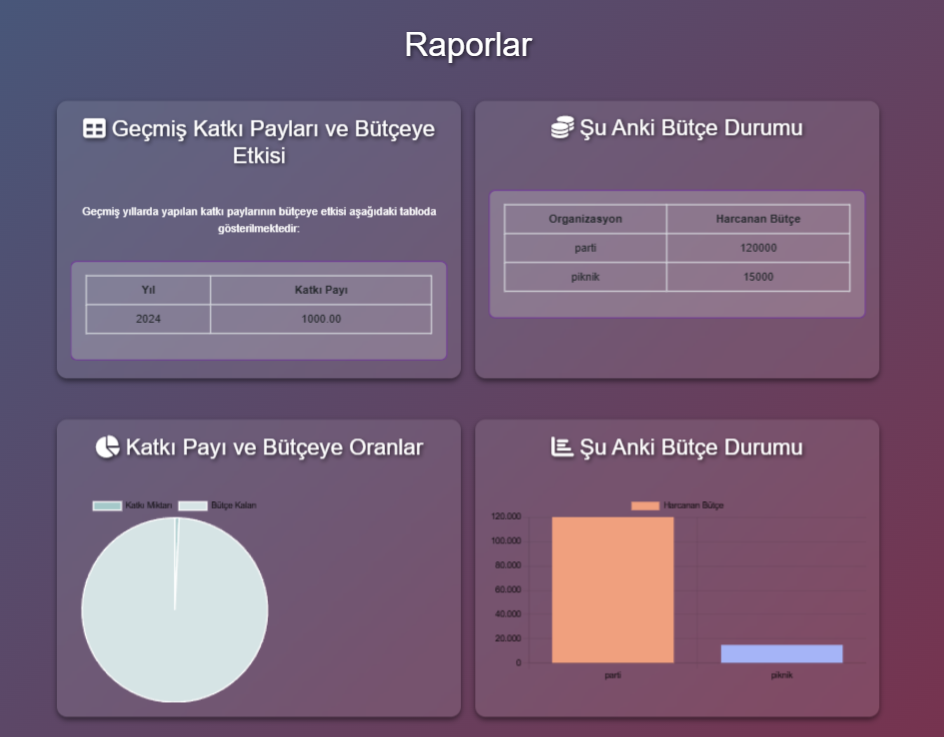 Raporlar
Geçmiş Katkı Payları ve Bütçeye
Etkisi
Geçmiş yıllarda yapılan katkı paylarının bütçeye etkisi aşağıdaki tabloda
gösterilmektedir:
Yıl Katkı Payı
2024 1000.00
Şu Anki Bütçe Durumu
Organizasyon Harcanan Bütçe
parti 120000
piknik 15000
Katkı Payı ve Bütçeye Oranlar
Katkı Miktarı Bütçe Kalan
Şu Anki Bütçe Durumu
Harcanan Bütçe
120.000
100.000
80.000
60.000
40.000
20.000
0
parti piknik